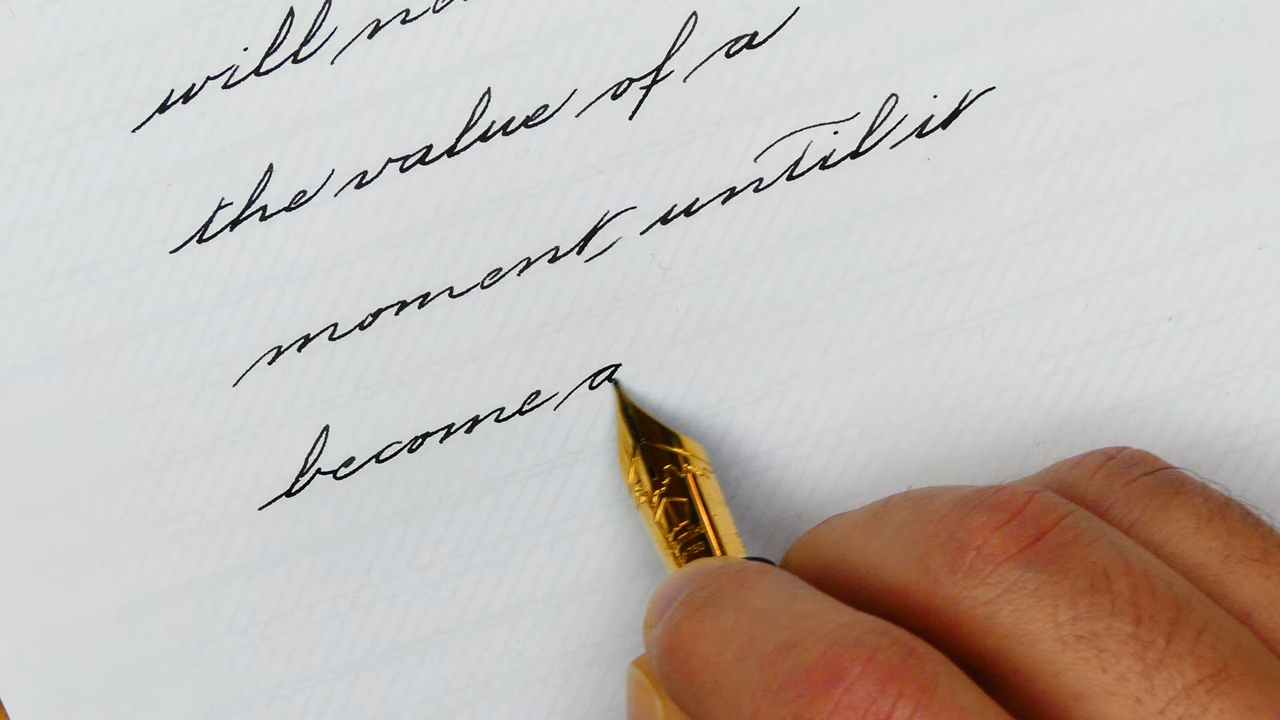 will
the value of a
moment, until it
become a